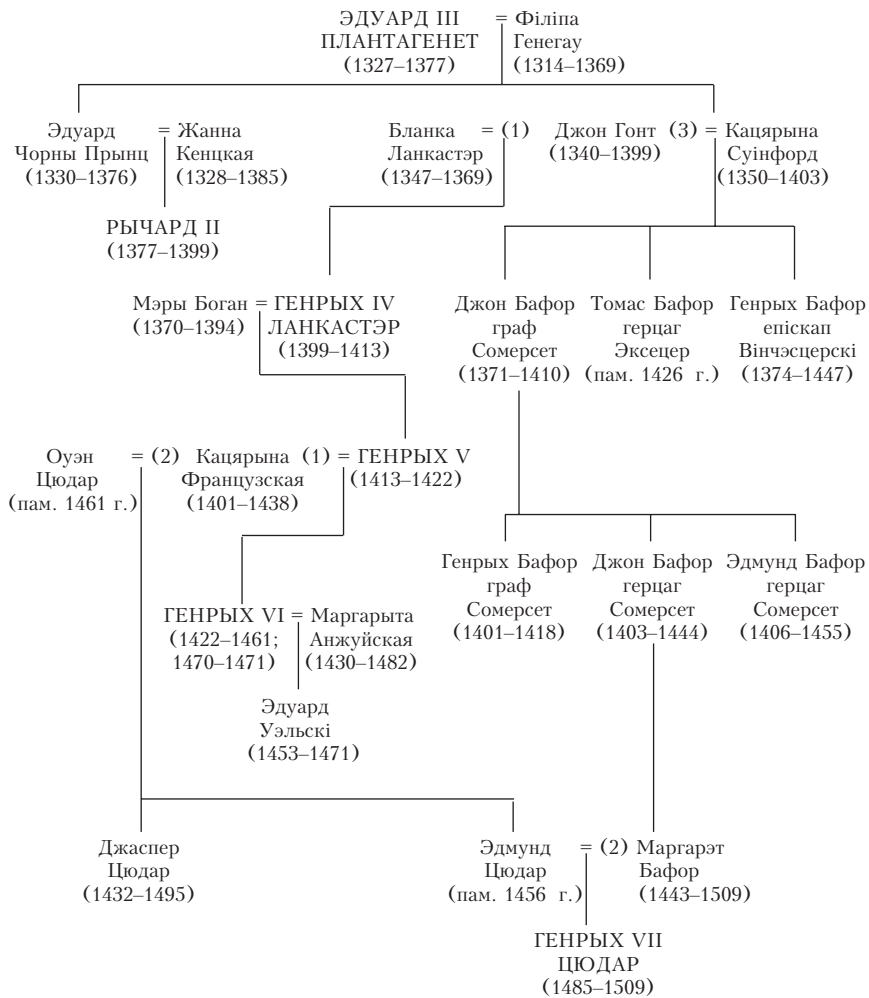 ЭДУАРД III = Філіпа
ПЛАНТАГЕНЕТ Генегау
(1327–1377) (1314–1369)
Эдуард = Жанна Бланка = (1) Джон Гонт (3) = Кацярына
Чорны Прынц Кенцкая Ланкастэр (1340–1399) Суінфорд
(1330–1376) (1328–1385) (1347–1369) (1350–1403)
РЫЧАРД II
(1377–1399)
Мэры Боган = ГЕНРЫХ IV Джон Бафор Томас Бафор Генрых Бафор
(1370–1394) ЛАНКАСТЭР граф герцаг епіскап
(1399–1413) Сомерсет Эксецер Вінчэсцерскі
(1371–1410) (пам. 1426 г.) (1374–1447)
Оуэн = (2) Кацярына (1) = ГЕНРЫХ V
Цюдар Французская (1413–1422)
(пам. 1461 г.) (1401–1438)
Генрых Бафор Джон Бафор Эдмунд Бафор
граф герцаг герцаг
ГЕНРЫХ VI = Маргарыта Сомерсет Сомерсет Сомерсет
(1422–1461; Анжуйская (1401–1418) (1403–1444) (1406–1455)
1470–1471) (1430–1482)
Эдуард
Уэльскі
(1453–1471)
Джаспер Эдмунд = (2) Маргарэт
Цюдар Цюдар Бафор
(1432–1495) (пам. 1456 г.) (1443–1509)
ГЕНРЫХ VII
ЦЮДАР
(1485–1509)